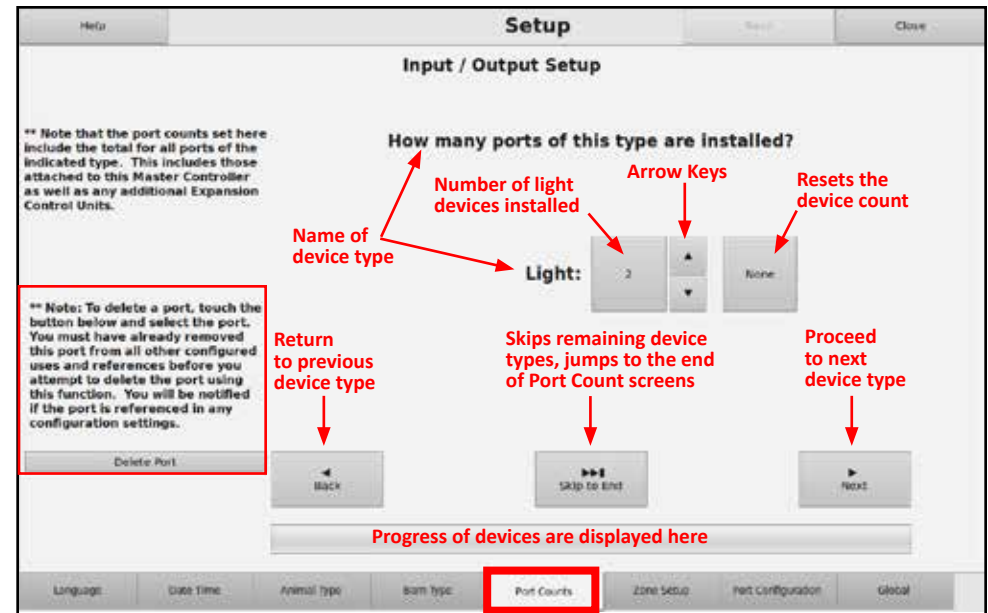 Help
Setup
Close
Input / Output Setup
** Note that the port counts set here
include the total for all ports of the
indicated type. This includes those
attached to this Master Controller
as well as any additional Expansion
Control Units.
How many ports of this type are installed?
Number of light
devices installed
Arrow Keys
Resets the
device count
Name of
device type
Light:
2
None
** Note: To delete a port, touch the
button below and select the port.
You must have already removed
this port from all other configured
uses and references before you
attempt to delete the port using
this function. You will be notified
if the port is referenced in any
configuration settings.
Delete Port
Return
to previous
device type
Skips remaining device
types, jumps to the end
of Port Count screens
Proceed
to next
device type
Back
Skip to End
Next
Progress of devices are displayed here
Language
Date Time
Animal Type
Barn Type
Port Counts
Zone Setup
Port Configuration
Global